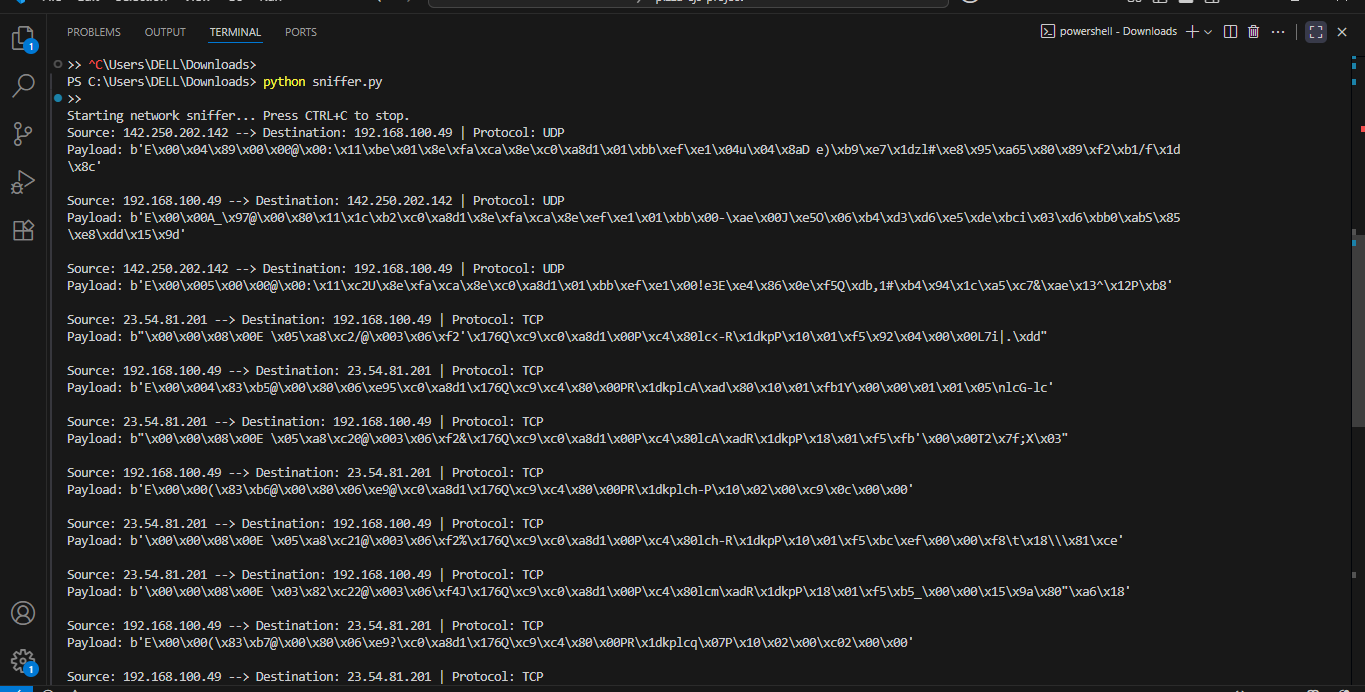 PROBLEMS OUTPUT TERMINAL PORTS
powershell - Downloads
>> ^C\Users\DELL\Downloads>
PS C:\Users\DELL\Downloads> python sniffer.py
>>
Starting network sniffer... Press CTRL+C to stop.
Source: 142.250.202.142 --> Destination: 192.168.100.49 | Protocol: UDP
Payload: b'E\x00\x04\x89\x00\x00@\x00:\x11\xbe\x01\x8e\xfa\xca\x8e\xc0\xa8d1\x01\xbb\xef\xe1\x04u\x04\x8aD e)\xb9\xe7\x1dzl#\xe8\x95\xa65\x80\x89\xf2\xb1/f\x1d
\x8c'
Source: 192.168.100.49 --> Destination: 142.250.202.142 | Protocol: UDP
Payload: b'E\x00\x00A_\x97@\x00\x80\x11\x1c\xb2\xc0\xa8d1\x8e\xfa\xca\x8e\xef\xe1\x01\xbb\x00-\xae\x00J\xe5O\x06\xb4\xd3\xd6\xe5\xde\xbci\x03\xd6\xbb0\xabS\x85
\xe8\xdd\x15\x9d'
Source: 142.250.202.142 --> Destination: 192.168.100.49 | Protocol: UDP
Payload: b'E\x00\x005\x00\x00@\x00:\x11\xc2U\x8e\xfa\xca\x8e\xc0\xa8d1\x01\xbb\xef\xe1\x00!e3E\xe4\x86\x0e\xf5Q\xdb,1#\xb4\x94\x1c\xa5\xc7&\xae\x13^\x12P\xb8'
Source: 23.54.81.201 --> Destination: 192.168.100.49 | Protocol: TCP
Payload: b"\x00\x00\x08\x00E \x05\xa8\xc2/@\x003\x06\xf2'\x176Q\xc9\xc0\xa8d1\x00P\xc4\x80lc<-R\x1dkpP\x10\x01\xf5\x92\x04\x00\x00L7i|.\xdd"
Source: 192.168.100.49 --> Destination: 23.54.81.201 | Protocol: TCP
Payload: b'E\x00\x004\x83\xb5@\x00\x80\x06\xe95\xc0\xa8d1\x176Q\xc9\xc4\x80\x00PR\x1dkplcA\xad\x80\x10\x01\xfb1Y\x00\x00\x01\x01\x05\nlcG-lc'
Source: 23.54.81.201 --> Destination: 192.168.100.49 | Protocol: TCP
Payload: b"\x00\x00\x08\x00E \x05\xa8\xc20@\x003\x06\xf2&\x176Q\xc9\xc0\xa8d1\x00P\xc4\x80lcA\xadR\x1dkpP\x18\x01\xf5\xfb'\x00\x00T2\x7f;X\x03"
Source: 192.168.100.49 --> Destination: 23.54.81.201 | Protocol: TCP
Payload: b'E\x00\x00(\x83\xb6@\x00\x80\x06\xe9@\xc0\xa8d1\x176Q\xc9\xc4\x80\x00PR\x1dkplch-P\x10\x02\x00\xc9\x0c\x00\x00'
Source: 23.54.81.201 --> Destination: 192.168.100.49 | Protocol: TCP
Payload: b'\x00\x00\x08\x00E \x05\xa8\xc21@\x003\x06\xf2%\x176Q\xc9\xc0\xa8d1\x00P\xc4\x80lch-R\x1dkpP\x10\x01\xf5\xbc\xef\x00\x00\xf8\t\x18\\\x81\xce'
Source: 23.54.81.201 --> Destination: 192.168.100.49 | Protocol: TCP
Payload: b'\x00\x00\x08\x00E \x03\x82\xc22@\x003\x06\xf4J\x176Q\xc9\xc0\xa8d1\x00P\xc4\x80lcm\xadR\x1dkpP\x18\x01\xf5\xb5_\x00\x00\x15\x9a\x80"\xa6\x18'
Source: 192.168.100.49 --> Destination: 23.54.81.201 | Protocol: TCP
Payload: b'E\x00\x00(\x83\xb7@\x00\x80\x06\xe9?\xc0\xa8d1\x176Q\xc9\xc4\x80\x00PR\x1dkplcq\x07P\x10\x02\x00\xc02\x00\x00'
Source: 192.168.100.49 --> Destination: 23.54.81.201 | Protocol: TCP
1
1